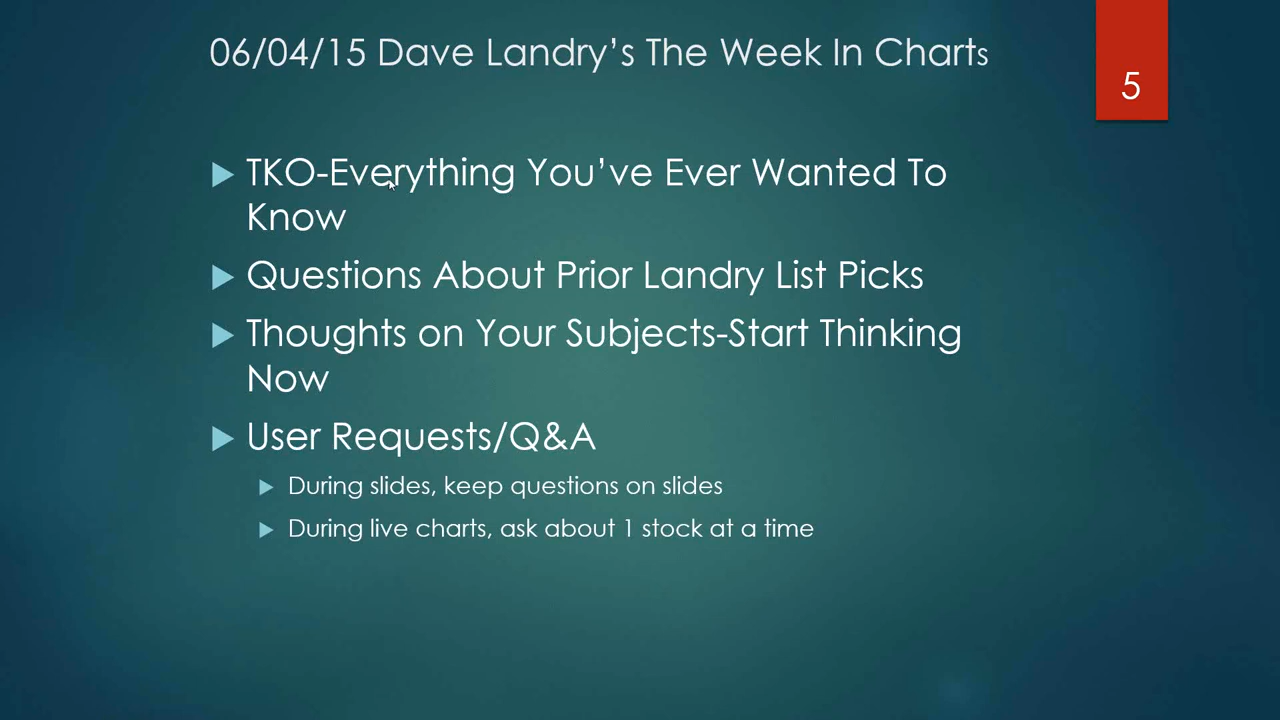 06/04/15 Dave Landry’s The Week In Charts
5
TKO-Everything You’ve Ever Wanted To
Know
Questions About Prior Landry List Picks
Thoughts on Your Subjects-Start Thinking
Now
User Requests/Q&A
During slides, keep questions on slides
During live charts, ask about 1 stock at a time